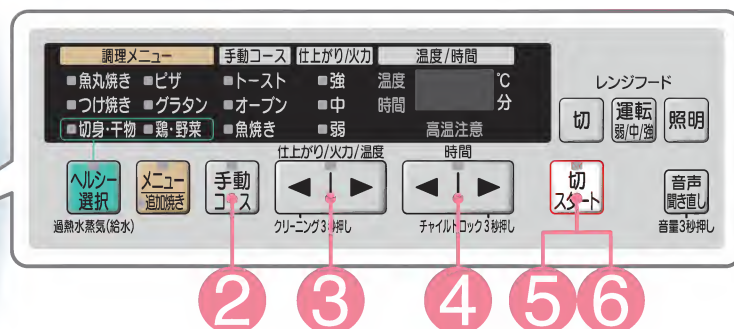 調理メニュー 手動コース 仕上がり/火力 温度/時間
魚丸焼き ピザ トースト 強 温度 ℃
つけ焼き グラタン オーブン 中 時間 分
切身・干物 鶏・野菜 魚焼き 弱 高温注意
レンジフード
切 運転 弱/中/強 照明
仕上がり/火力/温度 時間
ヘルシー選択 メニュー 追加焼き 手動コース ◀ ▶ ◀ ▶ 切 スタート 音声 聞き直し
過熱水蒸気(給水) クリーニング3秒押し チャイルドロック3秒押し 音量3秒押し
2 3 4 5 6